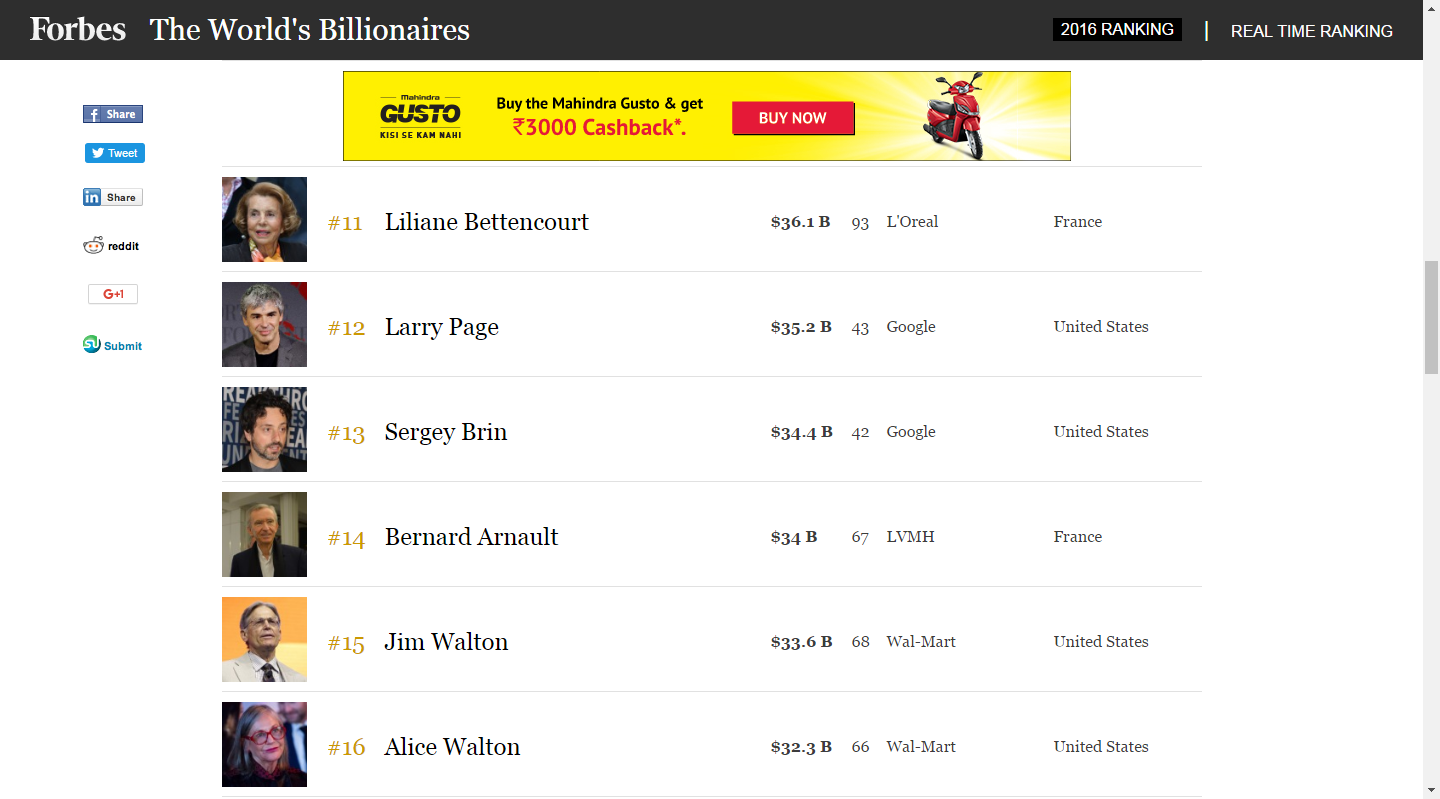 Forbes The World's Billionaires
2016 RANKING | REAL TIME RANKING
Mahindra
GUSTO
KISI SE KAM NAHI
Buy the Mahindra Gusto & get
₹3000 Cashback*.
BUY NOW
f Share
Tweet
in Share
reddit
G+1
Submit
#11 Liliane Bettencourt $36.1 B 93 L'Oreal France
#12 Larry Page $35.2 B 43 Google United States
#13 Sergey Brin $34.4 B 42 Google United States
#14 Bernard Arnault $34 B 67 LVMH France
#15 Jim Walton $33.6 B 68 Wal-Mart United States
#16 Alice Walton $32.3 B 66 Wal-Mart United States